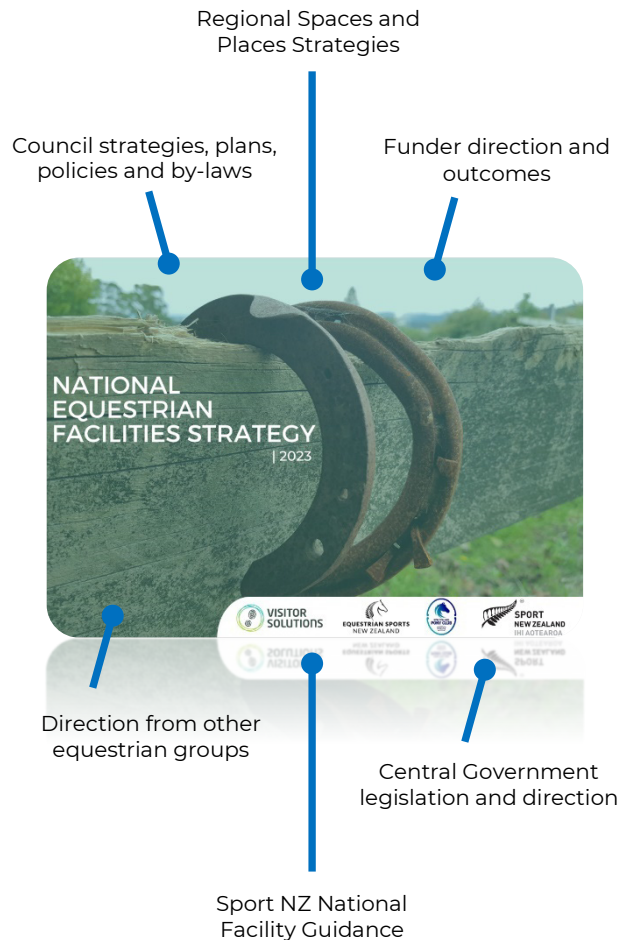 Regional Spaces and
Places Strategies
Council strategies, plans,
policies and by-laws
Funder direction and
outcomes
NATIONAL
EQUESTRIAN
FACILITIES STRATEGY
| 2023
VISITOR
SOLUTIONS
EQUESTRIAN SPORTS
NEW ZEALAND
PONY CLUB
SPORT
NEW ZEALAND
IHI AOTEAROA
Direction from other
equestrian groups
Central Government
legislation and direction
Sport NZ National
Facility Guidance